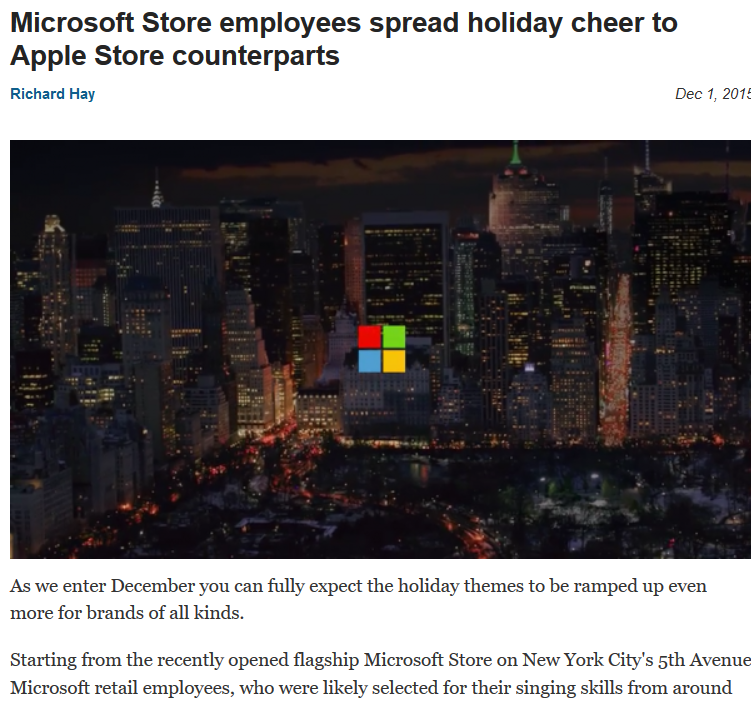 Microsoft Store employees spread holiday cheer to
Apple Store counterparts
Richard Hay
Dec 1, 2015
As we enter December you can fully expect the holiday themes to be ramped up even
more for brands of all kinds.
Starting from the recently opened flagship Microsoft Store on New York City's 5th Avenue
Microsoft retail employees, who were likely selected for their singing skills from around